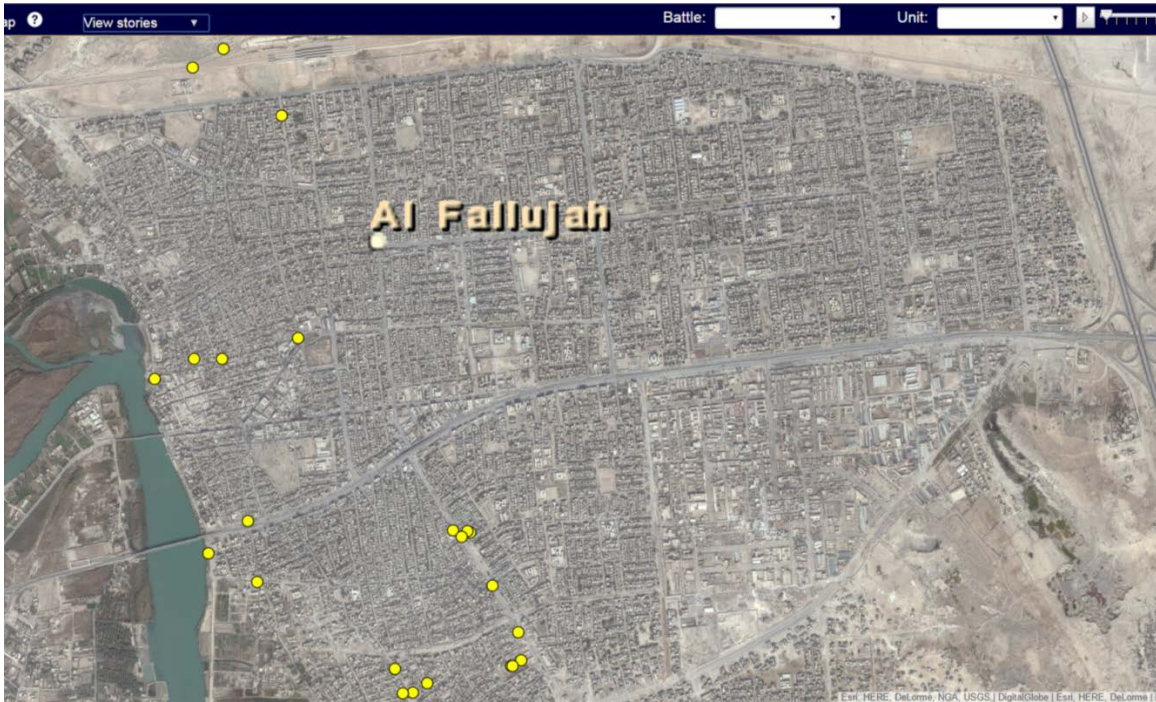 ap ? View stories ▼ Battle: Unit:
Al Fallujah
Esri, HERE, DeLorme, NGA, USGS, | DigitalGlobe | Esri, HERE, DeLorme |